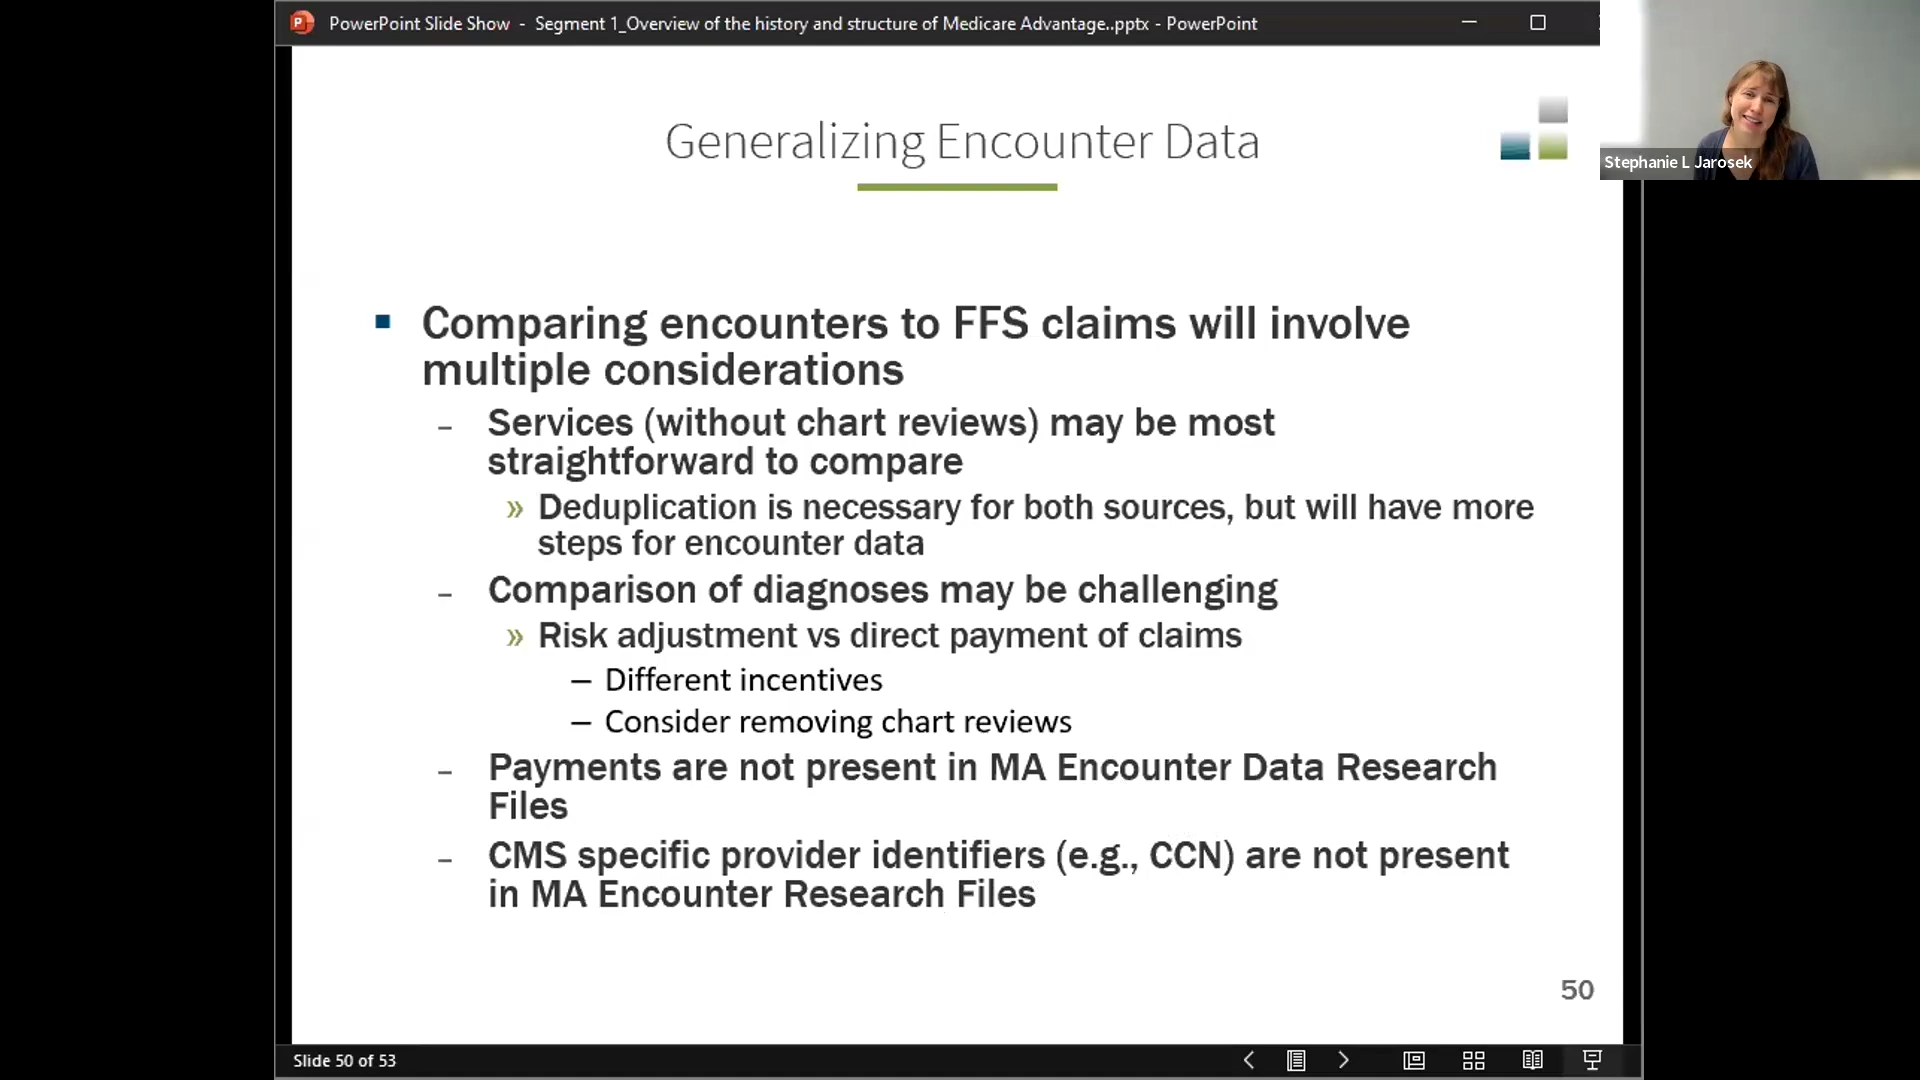 PowerPoint Slide Show - Segment 1_Overview of the history and structure of Medicare Advantage..pptx - PowerPoint
Stephanie L Jarosek
Generalizing Encounter Data
▪ Comparing encounters to FFS claims will involve
multiple considerations
– Services (without chart reviews) may be most
straightforward to compare
» Deduplication is necessary for both sources, but will have more
steps for encounter data
– Comparison of diagnoses may be challenging
» Risk adjustment vs direct payment of claims
– Different incentives
– Consider removing chart reviews
– Payments are not present in MA Encounter Data Research
Files
– CMS specific provider identifiers (e.g., CCN) are not present
in MA Encounter Research Files
50
Slide 50 of 53